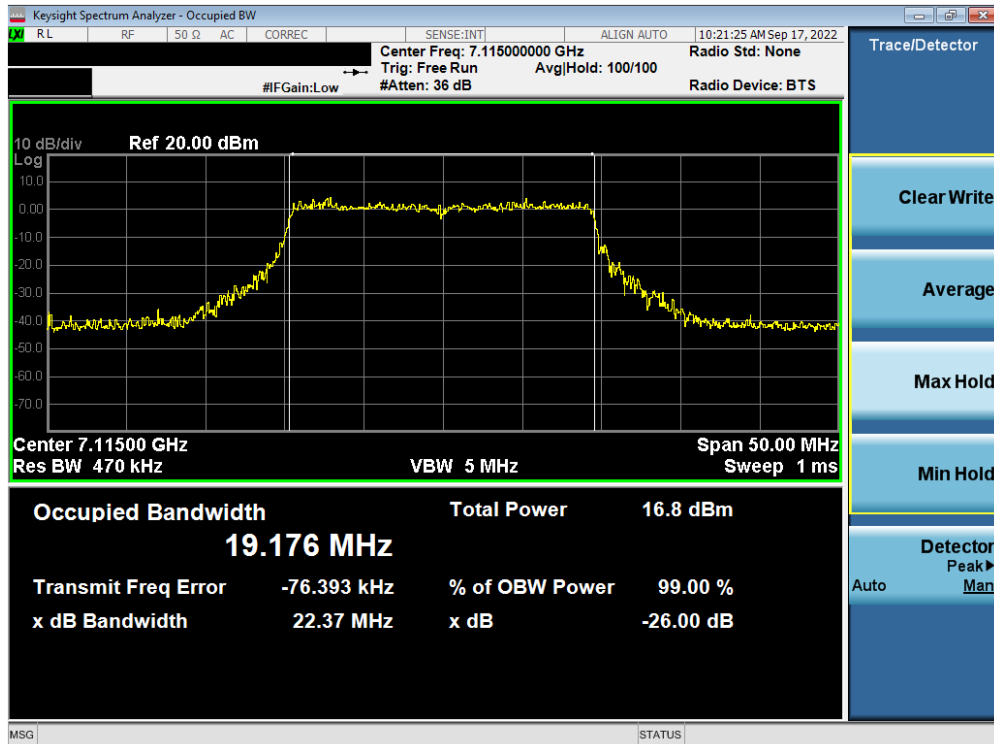 Keysight Spectrum Analyzer - Occupied BW
LXI RL RF 50 Ω AC CORREC SENSE:INT ALIGN AUTO 10:21:25 AM Sep 17, 2022
Center Freq: 7.115000000 GHz Radio Std: None
Trig: Free Run Avg|Hold: 100/100
#IFGain:Low #Atten: 36 dB Radio Device: BTS
10 dB/div Ref 20.00 dBm
Log
10.0
0.00
-10.0
-20.0
-30.0
-40.0
-50.0
-60.0
-70.0
Center 7.11500 GHz Span 50.00 MHz
Res BW 470 kHz VBW 5 MHz Sweep 1 ms
Occupied Bandwidth Total Power 16.8 dBm
19.176 MHz
Transmit Freq Error -76.393 kHz % of OBW Power 99.00 %
x dB Bandwidth 22.37 MHz x dB -26.00 dB
Trace/Detector
Clear Write
Average
Max Hold
Min Hold
Detector
Peak▶
Auto Man
MSG STATUS